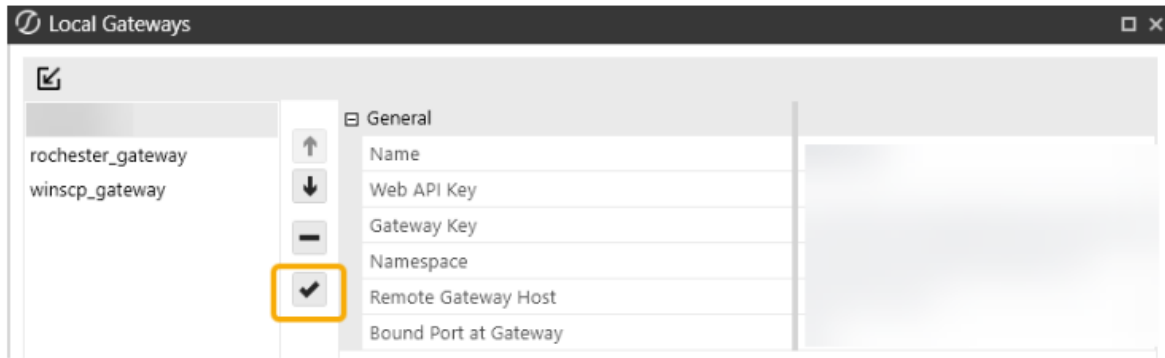 Local Gateways
General
rochester_gateway
winscp_gateway
Name
Web API Key
Gateway Key
Namespace
Remote Gateway Host
Bound Port at Gateway